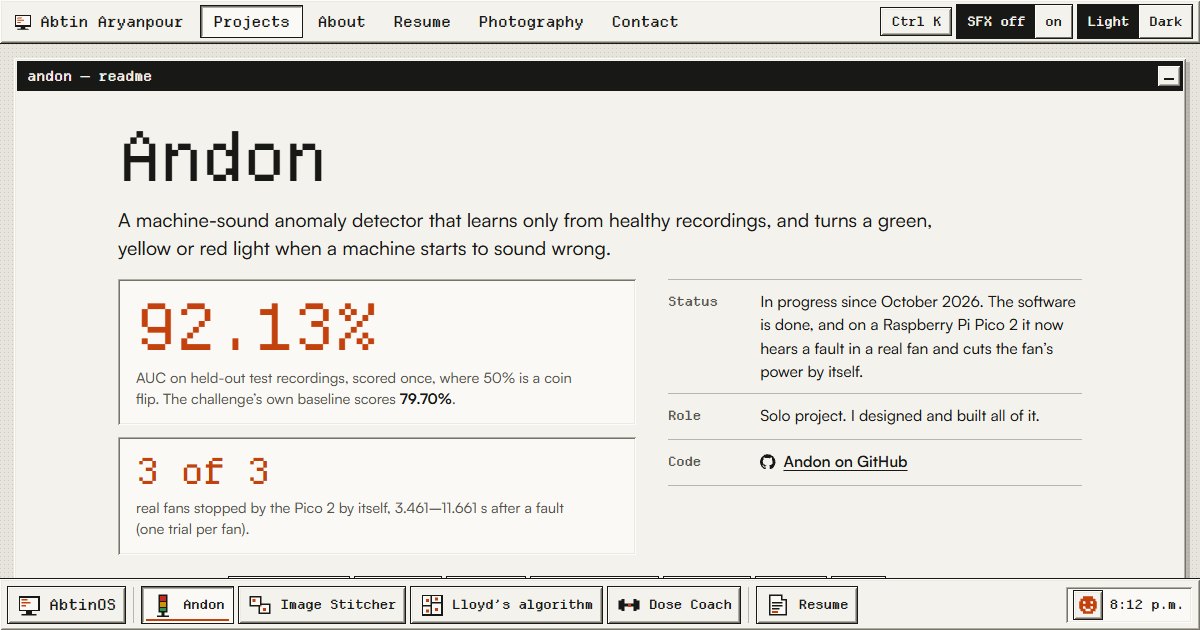 Abtin Aryanpour Projects About Resume Photography Contact Ctrl K SFX off on Light Dark
andon — readme
Andon
A machine-sound anomaly detector that learns only from healthy recordings, and turns a green,
yellow or red light when a machine starts to sound wrong.
92.13%
AUC on held-out test recordings, scored once, where 50% is a coin
flip. The challenge's own baseline scores 79.70%.
3 of 3
real fans stopped by the Pico 2 by itself, 3.461–11.661 s after a fault
(one trial per fan).
Status
In progress since October 2026. The software
is done, and on a Raspberry Pi Pico 2 it now
hears a fault in a real fan and cuts the fan's
power by itself.
Role
Solo project. I designed and built all of it.
Code
Andon on GitHub
AbtinOS Andon Image Stitcher Lloyd's algorithm Dose Coach Resume 8:12 p.m.